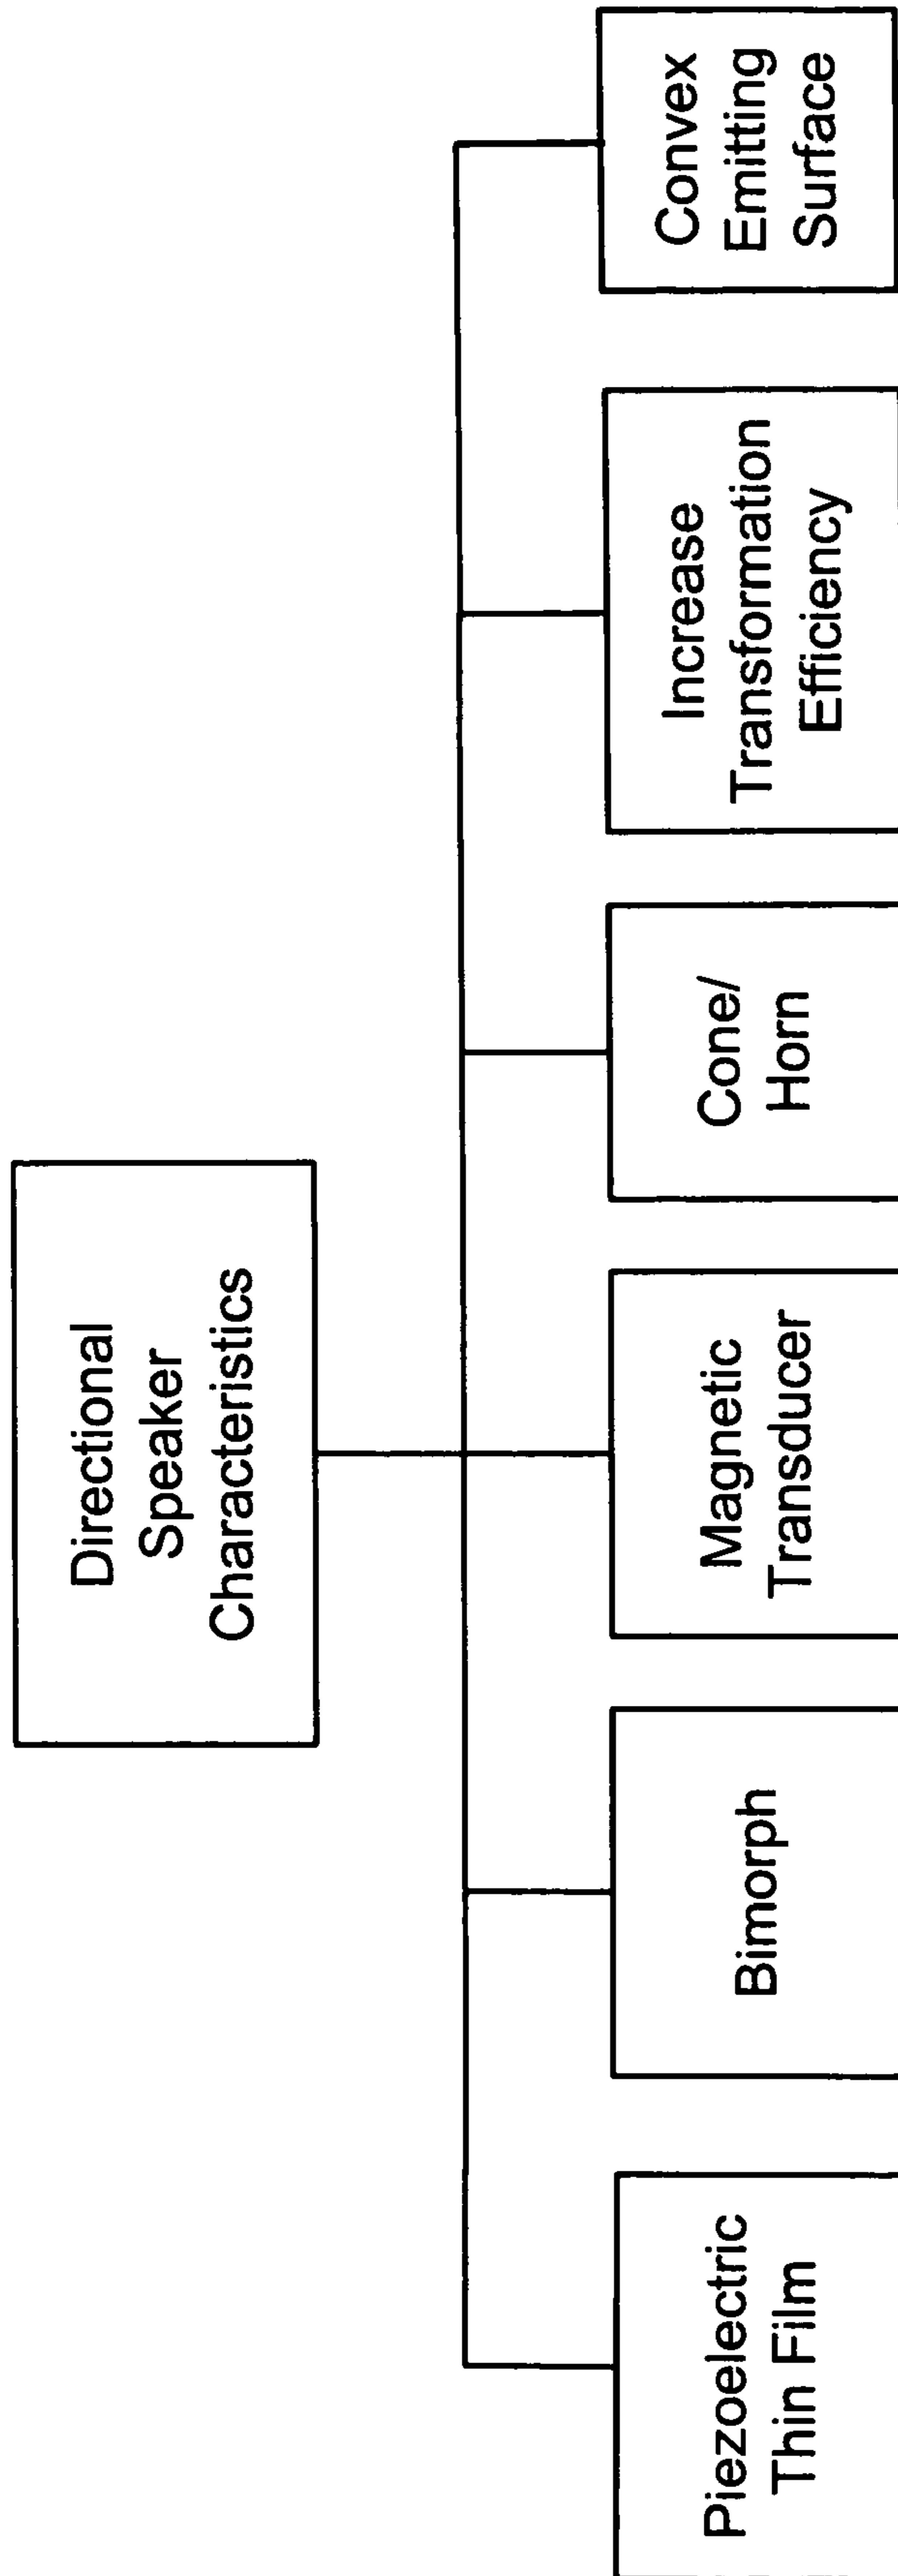 Directional
Speaker
Characteristics
Piezoelectric
Thin Film
Bimorph
Magnetic
Transducer
Cone/
Horn
Increase
Transformation
Efficiency
Convex
Emitting
Surface